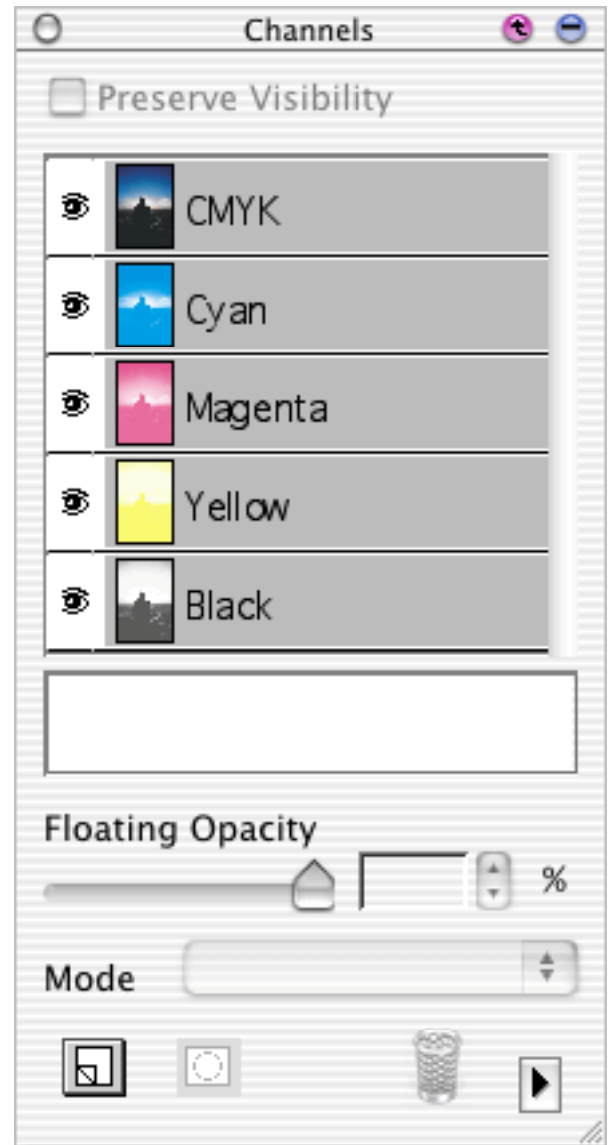 Channels
Preserve Visibility
CMYK
Cyan
Magenta
Yellow
Black
Floating Opacity
%
Mode